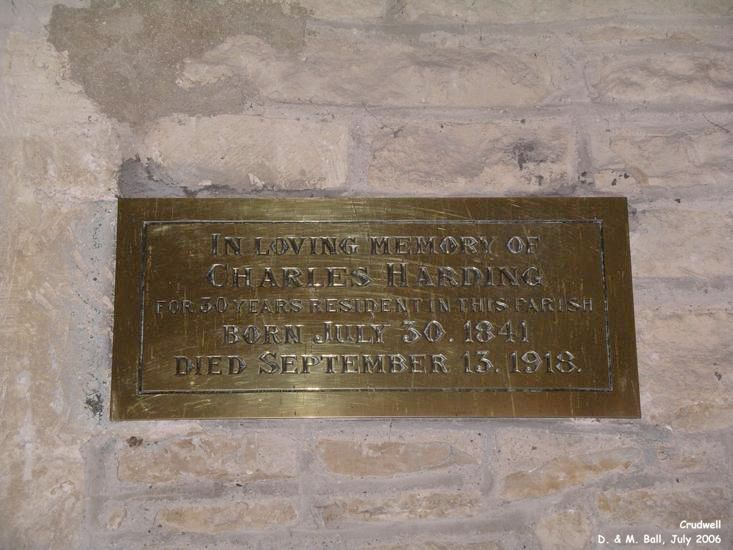 In loving memory of
Charles Harding
for 30 years resident in this parish
Born July 30. 1841
Died September 13. 1918.
Crudwell
D. & M. Ball, July 2006